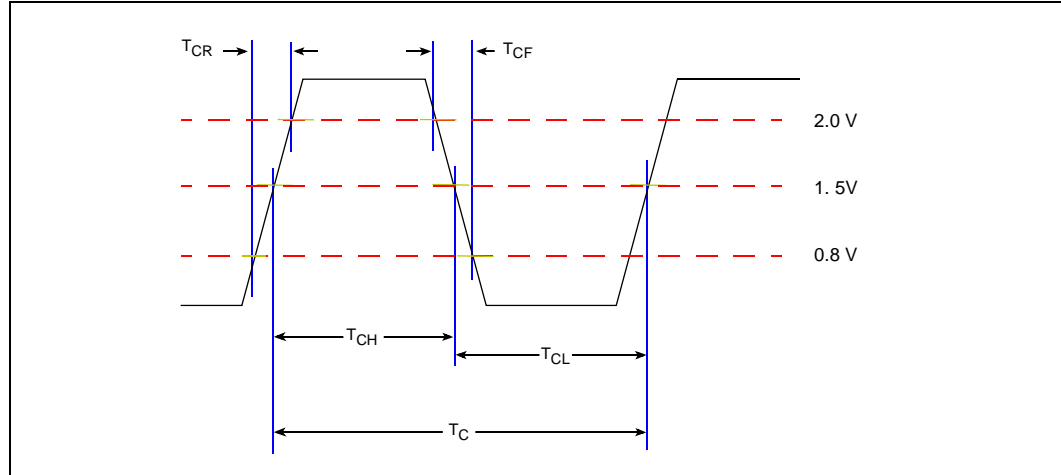 TCR
TCF
2.0 V
1. 5V
0.8 V
TCH
TCL
TC